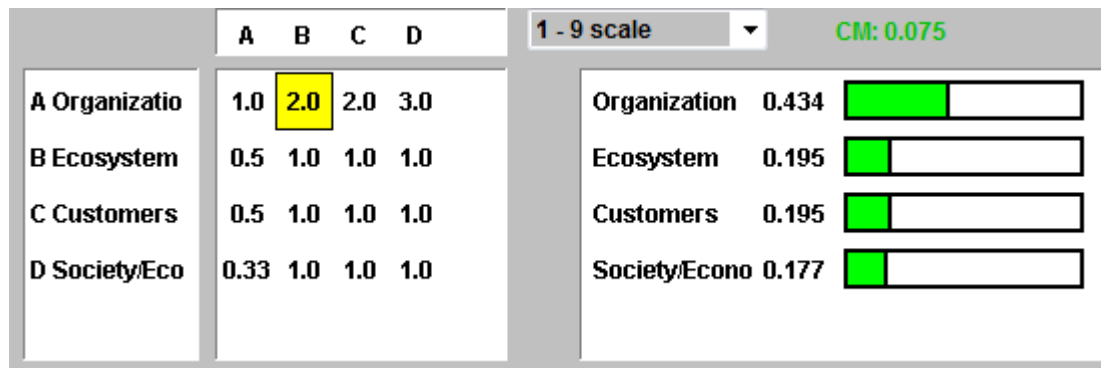 A B C D 1 - 9 scale CM: 0.075
A Organizatio 1.0 2.0 2.0 3.0 Organization 0.434
B Ecosystem 0.5 1.0 1.0 1.0 Ecosystem 0.195
C Customers 0.5 1.0 1.0 1.0 Customers 0.195
D Society/Eco 0.33 1.0 1.0 1.0 Society/Econo 0.177